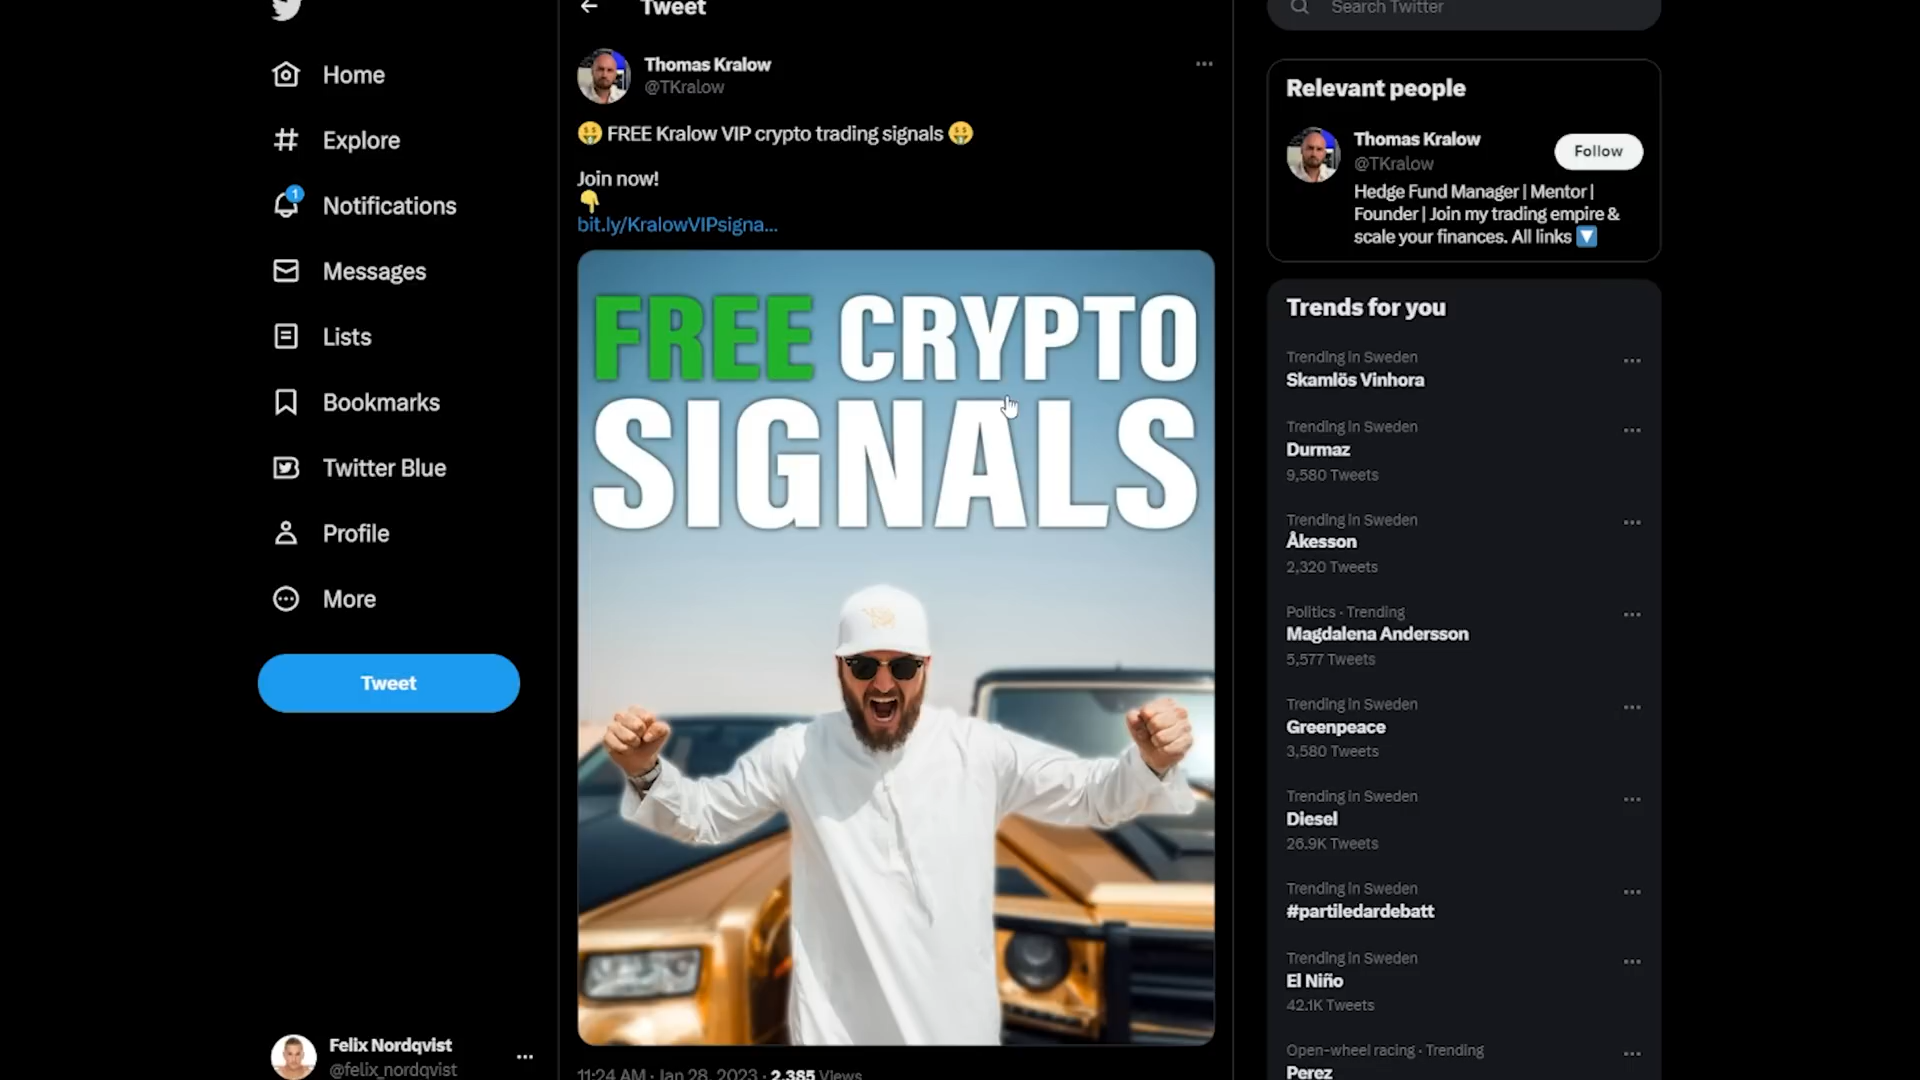 Home
Explore
1
Notifications
Messages
Lists
Bookmarks
Twitter Blue
Profile
More
Tweet
Felix Nordqvist
@felix_nordqvist
Tweet
Thomas Kralow
@TKralow
🤑 FREE Kralow VIP crypto trading signals 🤑
Join now!
👇
bit.ly/KralowVIPsigna...
FREE CRYPTO
SIGNALS
11:24 AM · Jan 28, 2023 · 2,385 Views
Search Twitter
Relevant people
Thomas Kralow
@TKralow
Follow
Hedge Fund Manager | Mentor |
Founder | Join my trading empire &
scale your finances. All links 🔽
Trends for you
Trending in Sweden
Skamlös Vinhora
Trending in Sweden
Durmaz
9,580 Tweets
Trending in Sweden
Åkesson
2,320 Tweets
Politics · Trending
Magdalena Andersson
5,577 Tweets
Trending in Sweden
Greenpeace
3,580 Tweets
Trending in Sweden
Diesel
26.9K Tweets
Trending in Sweden
#partiledardebatt
Trending in Sweden
El Niño
42.1K Tweets
Open-wheel racing · Trending
Perez